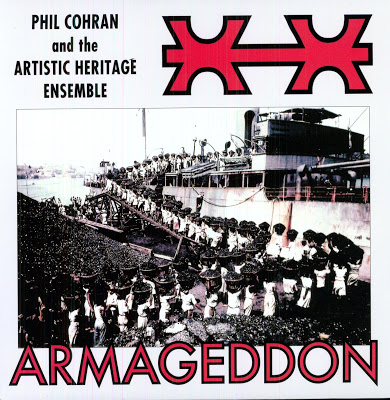 PHIL COHRAN
and the
ARTISTIC HERITAGE
ENSEMBLE
ARMAGEDDON